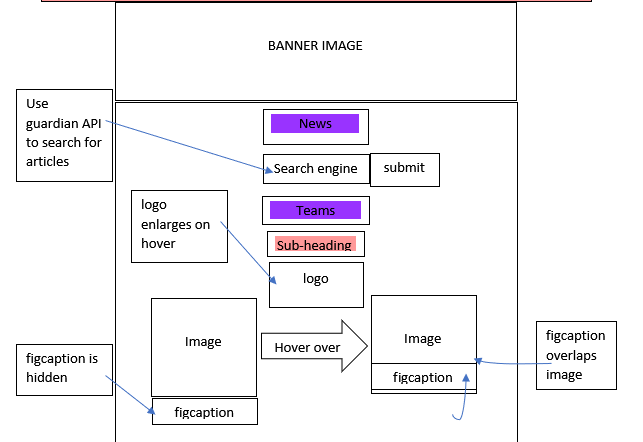 BANNER IMAGE
Use
guardian API
to search for
articles
News
Search engine
submit
logo
enlarges on
hover
Teams
Sub-heading
logo
Image
Hover over
Image
figcaption
figcaption
overlaps
image
figcaption is
hidden
figcaption